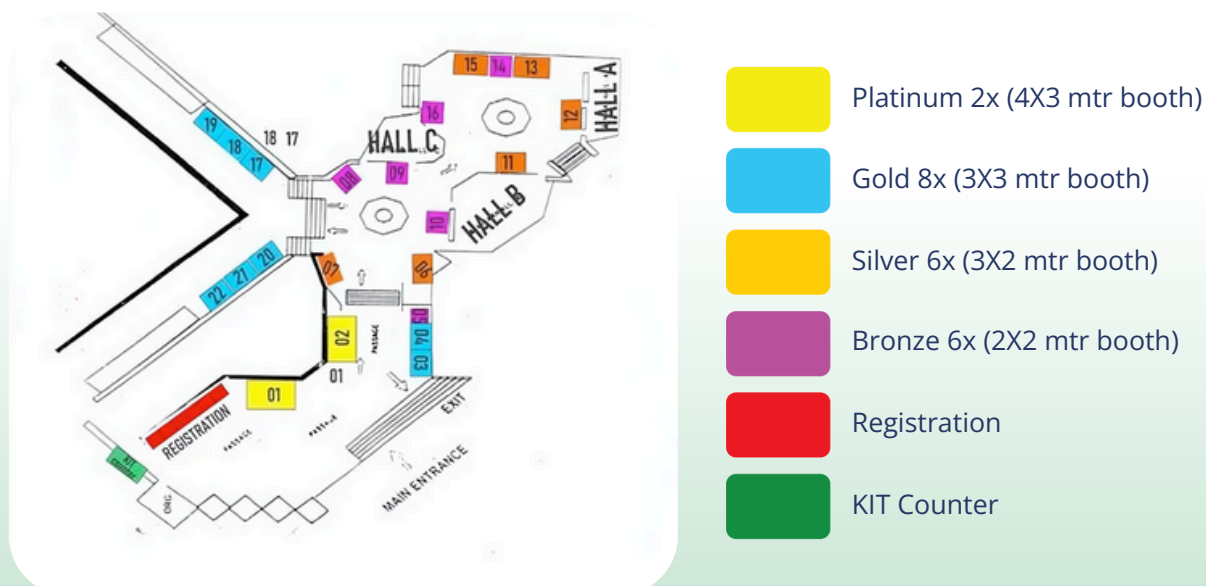 15 14 13
HALL A
16
12
19
18
17
18 17
HALL C
11
08
09
10
HALL B
20
21
22
07
06
05
04
03
02
PASSAGE
01
01
REGISTRATION
PASSAGE
PASSAGE
EXIT
MAIN ENTRANCE
KIT
counter
ORG
Platinum 2x (4X3 mtr booth)
Gold 8x (3X3 mtr booth)
Silver 6x (3X2 mtr booth)
Bronze 6x (2X2 mtr booth)
Registration
KIT Counter